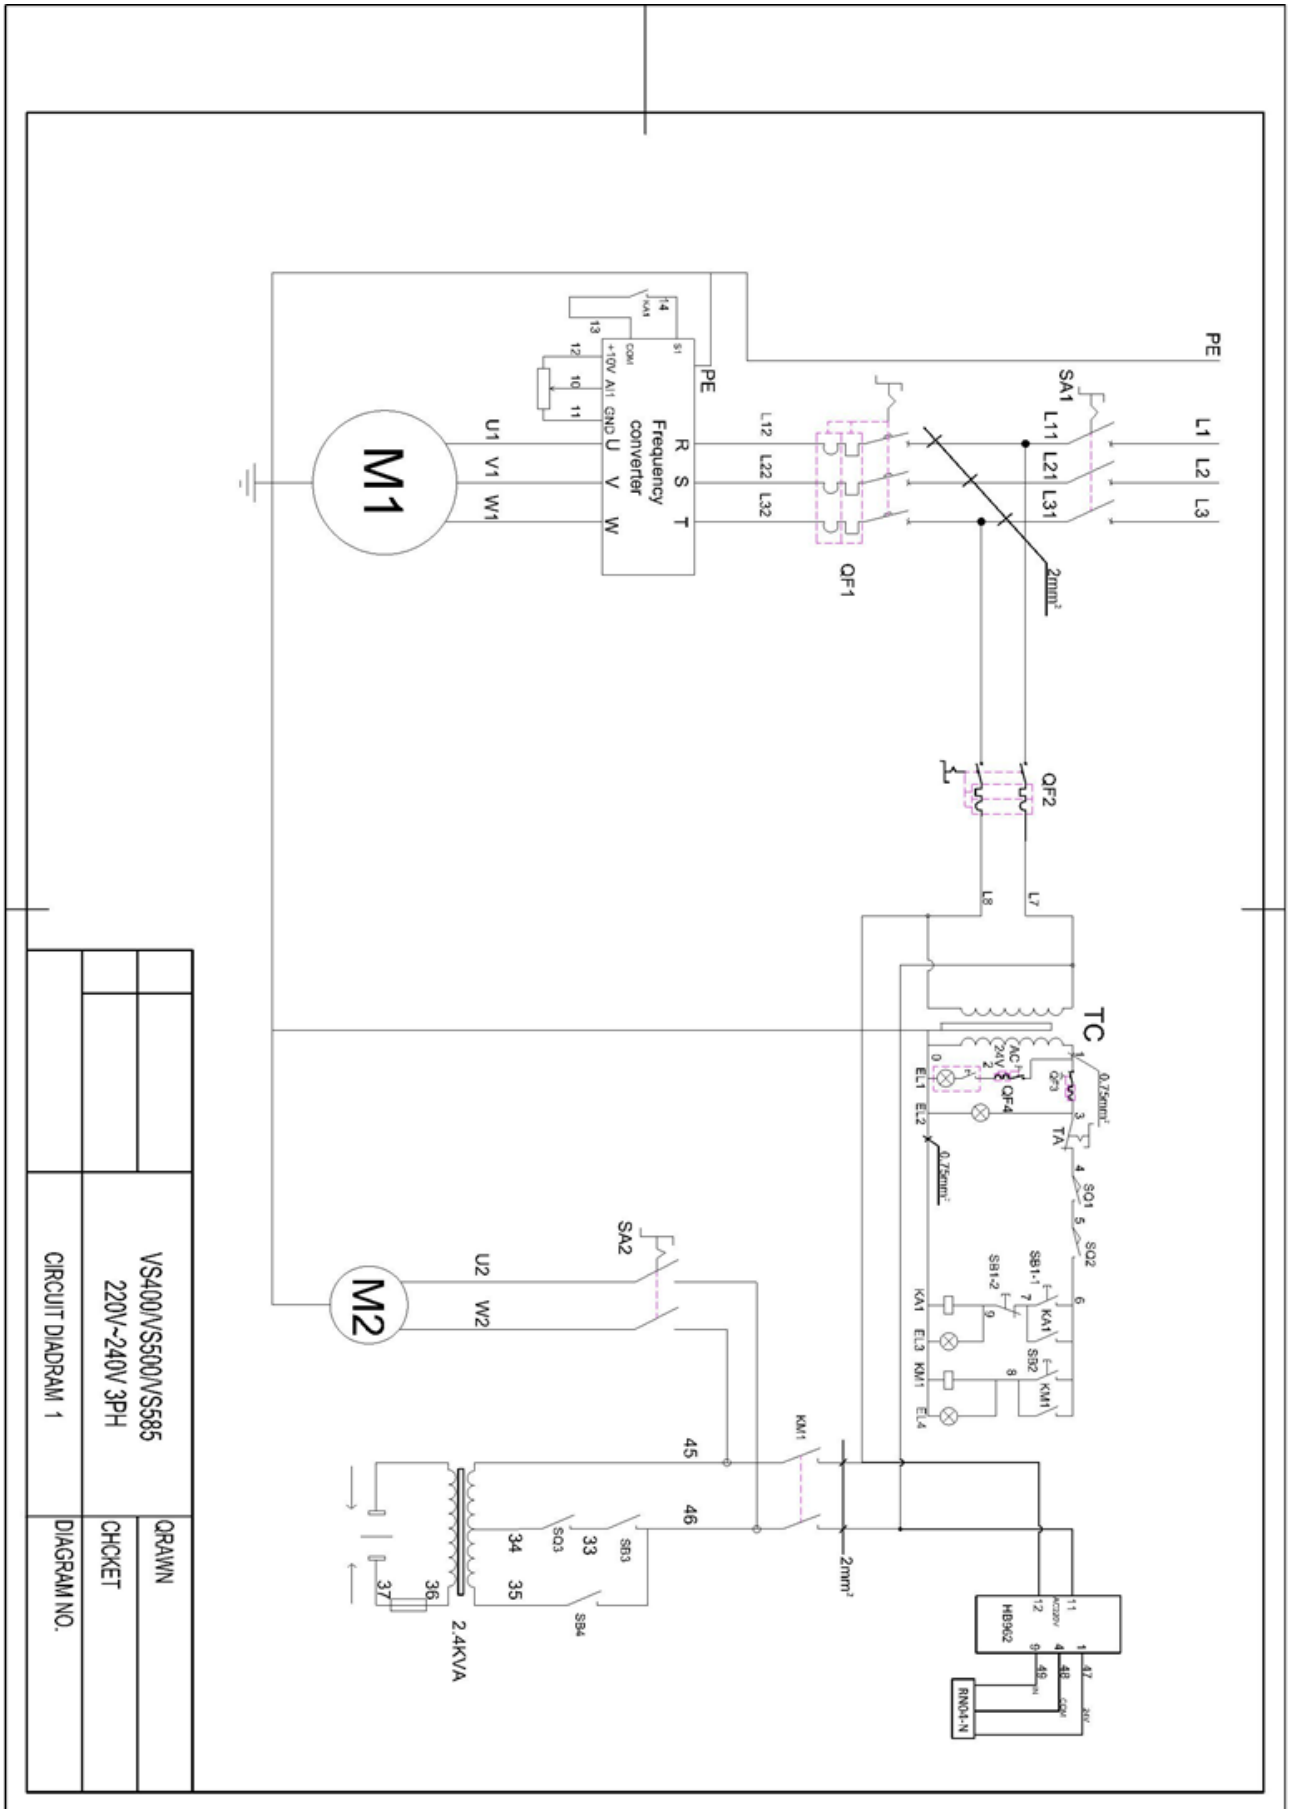 PE
L1
L2
L3
SA1
L11
L21
L31
2mm²
QF1
L12
L22
L32
PE
R
S
T
Frequency
converter
S1
COM
+10V
AI1
GND
U
V
W
14
KA1
13
12
10
11
U1
V1
W1
M1
QF2
L7
L8
TC
1
0.75mm²
QF3
3
TA
4
SQ1
5
SQ2
6
AC
24V
2
QF4
0
EL1
EL2
0.75mm²
SB1-1
7
KA1
SB1-2
9
KA1
EL3
SB2
8
KM1
KM1
EL4
SA2
U2
W2
M2
KM1
2mm²
45
46
34
SQ3
33
SB3
35
SB4
36
37
2.4KVA
11
AC220V
12
HB962
1
4
9
47
48
49
24V
COM
IN
RN04-N
VS400/VS500/VS585
220V~240V 3PH
CIRCUIT DIADRAM 1
QRAWN
CHCKET
DIAGRAM NO.